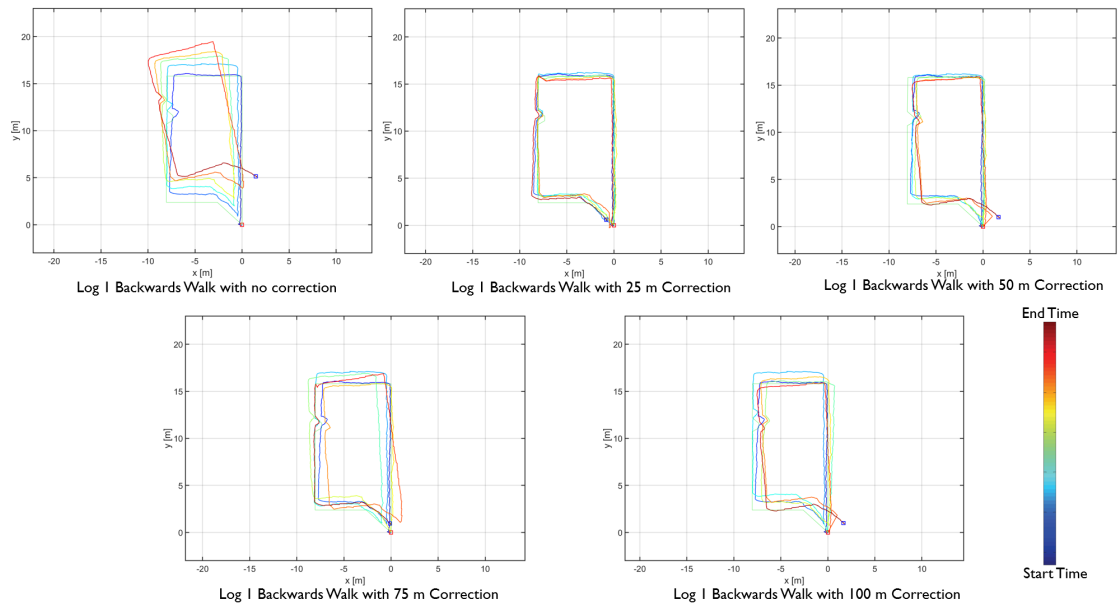 20
15
10
5
0
y [m]
-20 -15 -10 -5 0 5 10
x [m]
Log 1 Backwards Walk with no correction
20
15
10
5
0
y [m]
-20 -15 -10 -5 0 5 10
x [m]
Log 1 Backwards Walk with 25 m Correction
20
15
10
5
0
y [m]
-20 -15 -10 -5 0 5 10
x [m]
Log 1 Backwards Walk with 50 m Correction
20
15
10
5
0
y [m]
-20 -15 -10 -5 0 5 10
x [m]
Log 1 Backwards Walk with 75 m Correction
20
15
10
5
0
y [m]
-20 -15 -10 -5 0 5 10
x [m]
Log 1 Backwards Walk with 100 m Correction
End Time
Start Time